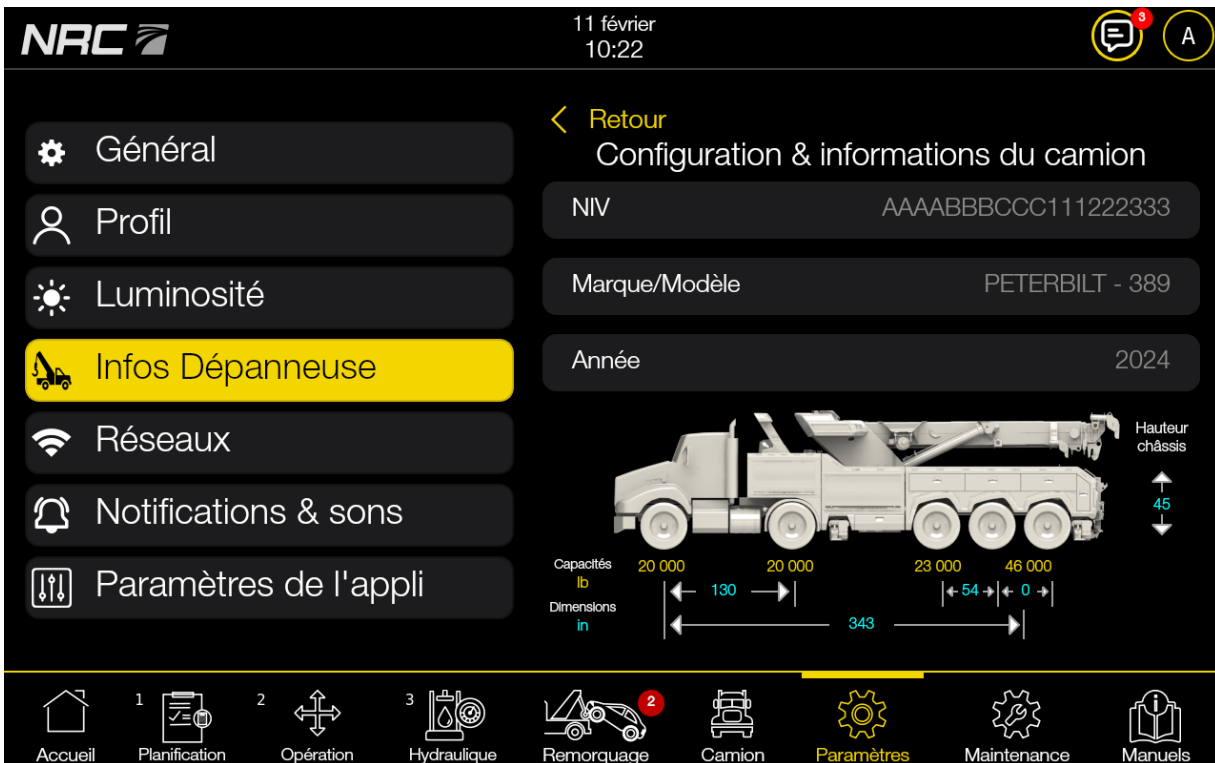 NRC
11 février
10:22
3
A
Général
Profil
Luminosité
Infos Dépanneuse
Réseaux
Notifications & sons
Paramètres de l'appli
Retour
Configuration & informations du camion
NIV AAAABBBCCC111222333
Marque/Modèle PETERBILT - 389
Année 2024
Hauteur
châssis
45
Capacités
lb
20 000 20 000 23 000 46 000
Dimensions
in
130 54 0
343
Accueil
1 Planification
2 Opération
3 Hydraulique
2
Remorquage
Camion
Paramètres
Maintenance
Manuels